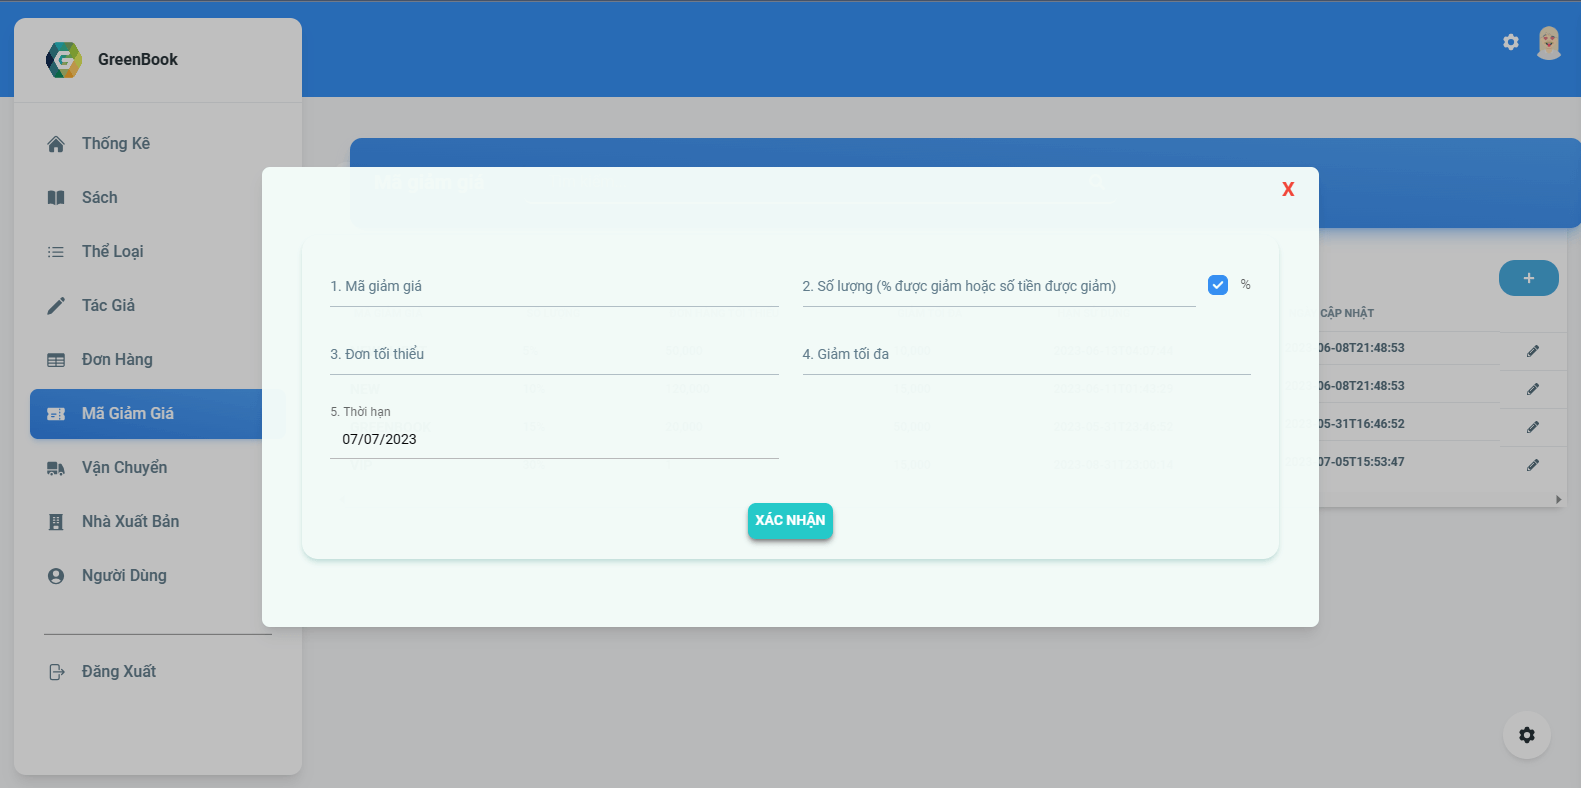 GreenBook
Thống Kê
Sách
Thể Loại
Tác Giả
Đơn Hàng
Mã Giảm Giá
Vận Chuyển
Nhà Xuất Bản
Người Dùng
Đăng Xuất
X
1. Mã giảm giá
2. Số lượng (% được giảm hoặc số tiền được giảm)
%
3. Đơn tối thiểu
4. Giảm tối đa
5. Thời hạn
07/07/2023
XÁC NHẬN
+
CẬP NHẬT
06-08T21:48:53
06-08T21:48:53
05-31T16:46:52
07-05T15:53:47